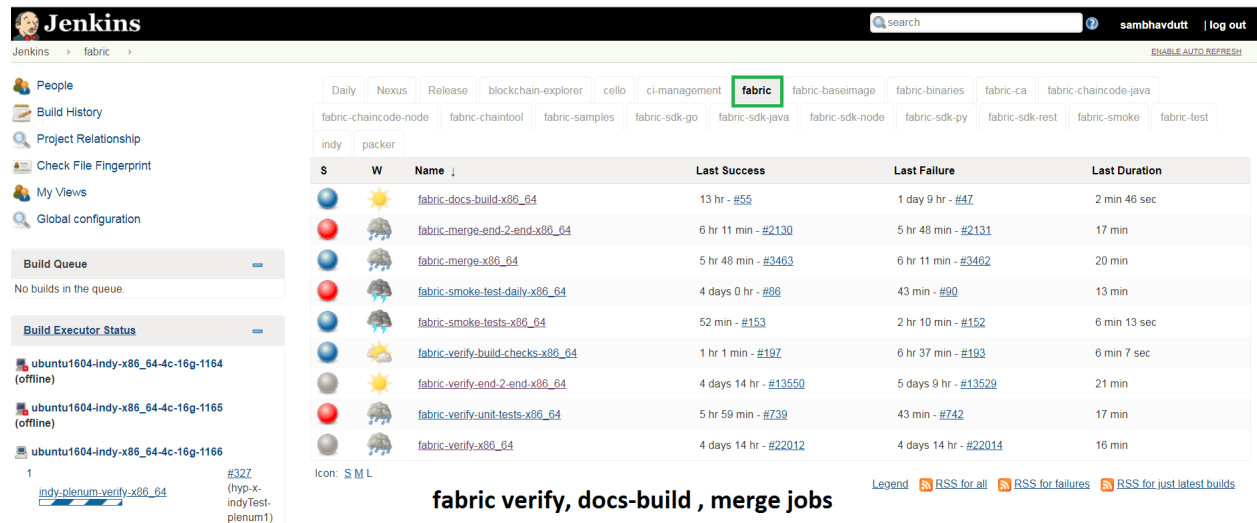 Jenkins
search
sambhavdutt | log out
Jenkins fabric
ENABLE AUTO REFRESH
People
Build History
Project Relationship
Check File Fingerprint
My Views
Global configuration
Build Queue
No builds in the queue.
Build Executor Status
ubuntu1604-indy-x86_64-4c-16g-1164
(offline)
ubuntu1604-indy-x86_64-4c-16g-1165
(offline)
ubuntu1604-indy-x86_64-4c-16g-1166
1 #327
indy-plenum-verify-x86_64 (hyp-x-
indyTest-
plenum1)
Daily Nexus Release blockchain-explorer cello ci-management fabric fabric-baseimage fabric-binaries fabric-ca fabric-chaincode-java
fabric-chaincode-node fabric-chaintool fabric-samples fabric-sdk-go fabric-sdk-java fabric-sdk-node fabric-sdk-py fabric-sdk-rest fabric-smoke fabric-test
indy packer
S W Name ↓ Last Success Last Failure Last Duration
fabric-docs-build-x86_64 13 hr - #55 1 day 9 hr - #47 2 min 46 sec
fabric-merge-end-2-end-x86_64 6 hr 11 min - #2130 5 hr 48 min - #2131 17 min
fabric-merge-x86_64 5 hr 48 min - #3463 6 hr 11 min - #3462 20 min
fabric-smoke-test-daily-x86_64 4 days 0 hr - #86 43 min - #90 13 min
fabric-smoke-tests-x86_64 52 min - #153 2 hr 10 min - #152 6 min 13 sec
fabric-verify-build-checks-x86_64 1 hr 1 min - #197 6 hr 37 min - #193 6 min 7 sec
fabric-verify-end-2-end-x86_64 4 days 14 hr - #13550 5 days 9 hr - #13529 21 min
fabric-verify-unit-tests-x86_64 5 hr 59 min - #739 43 min - #742 17 min
fabric-verify-x86_64 4 days 14 hr - #22012 4 days 14 hr - #22014 16 min
Icon: S M L
Legend RSS for all RSS for failures RSS for just latest builds
fabric verify, docs-build , merge jobs